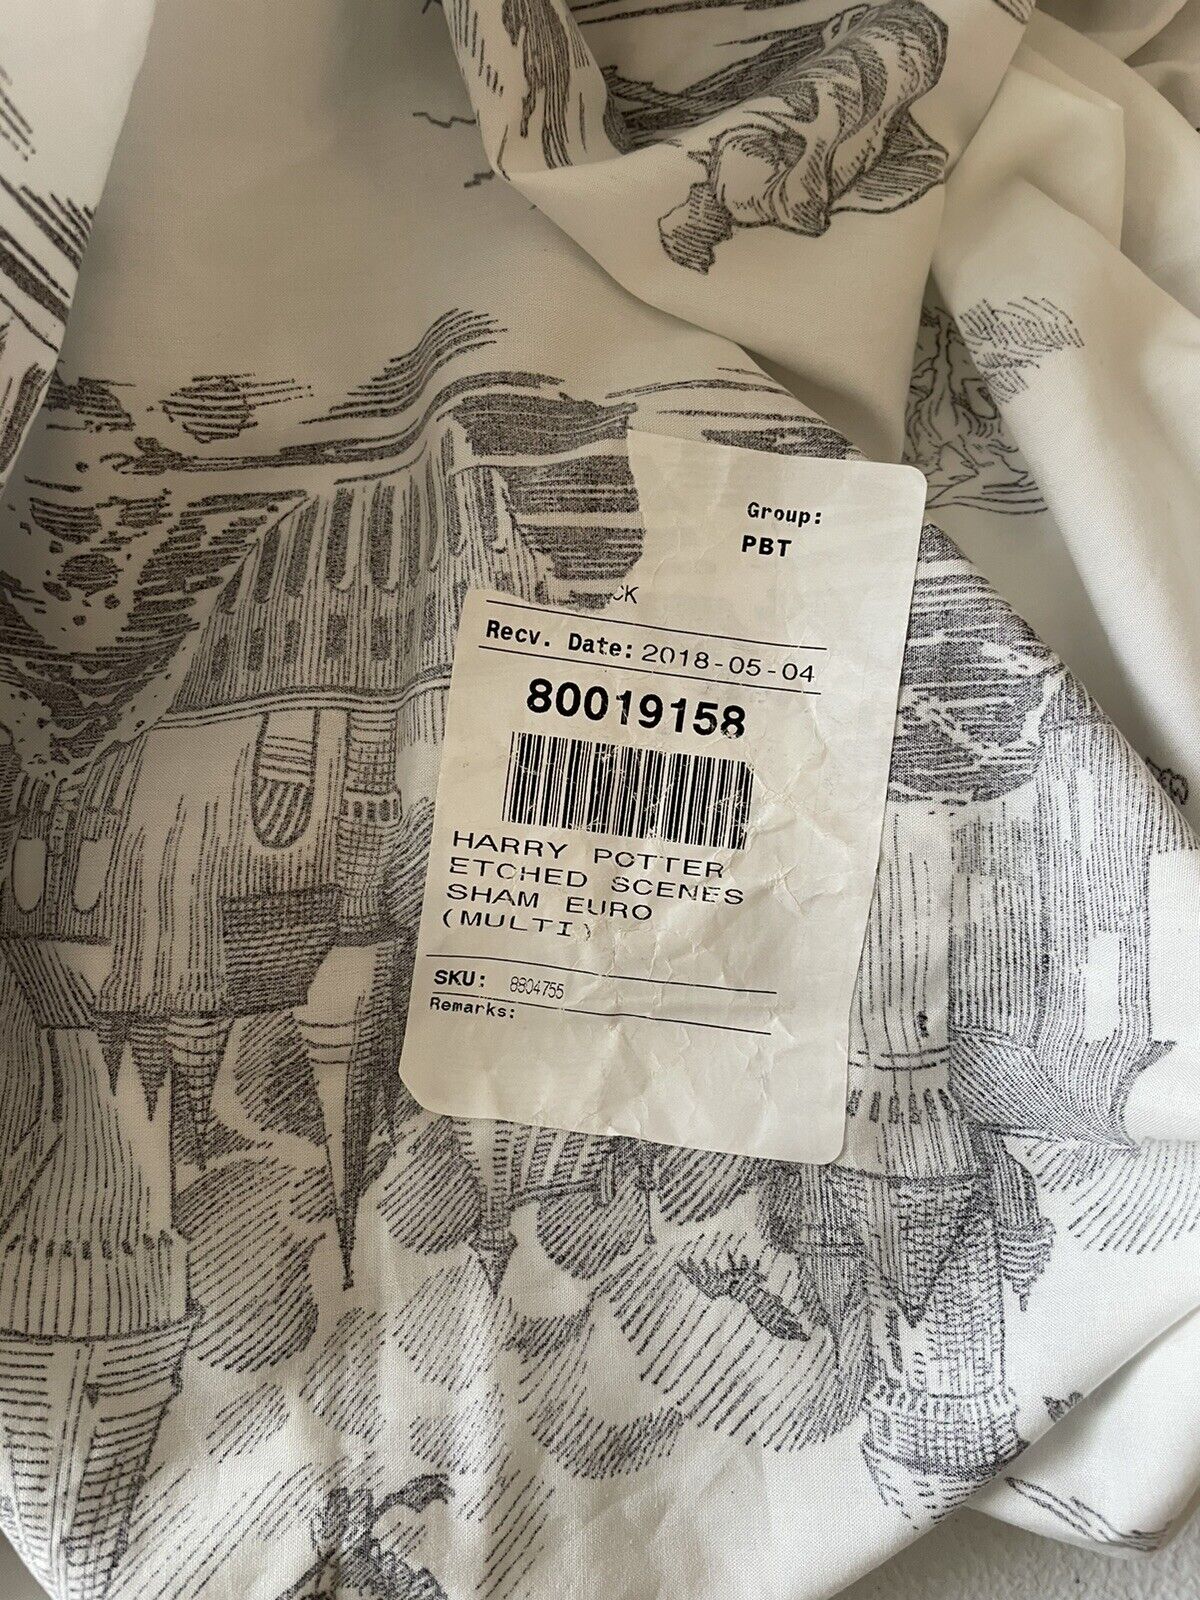 Group:
PBT
CK
Recv. Date: 2018-05-04
80019158
HARRY POTTER
ETCHED SCENES
SHAM EURO
(MULTI)
SKU: 8804755
Remarks: